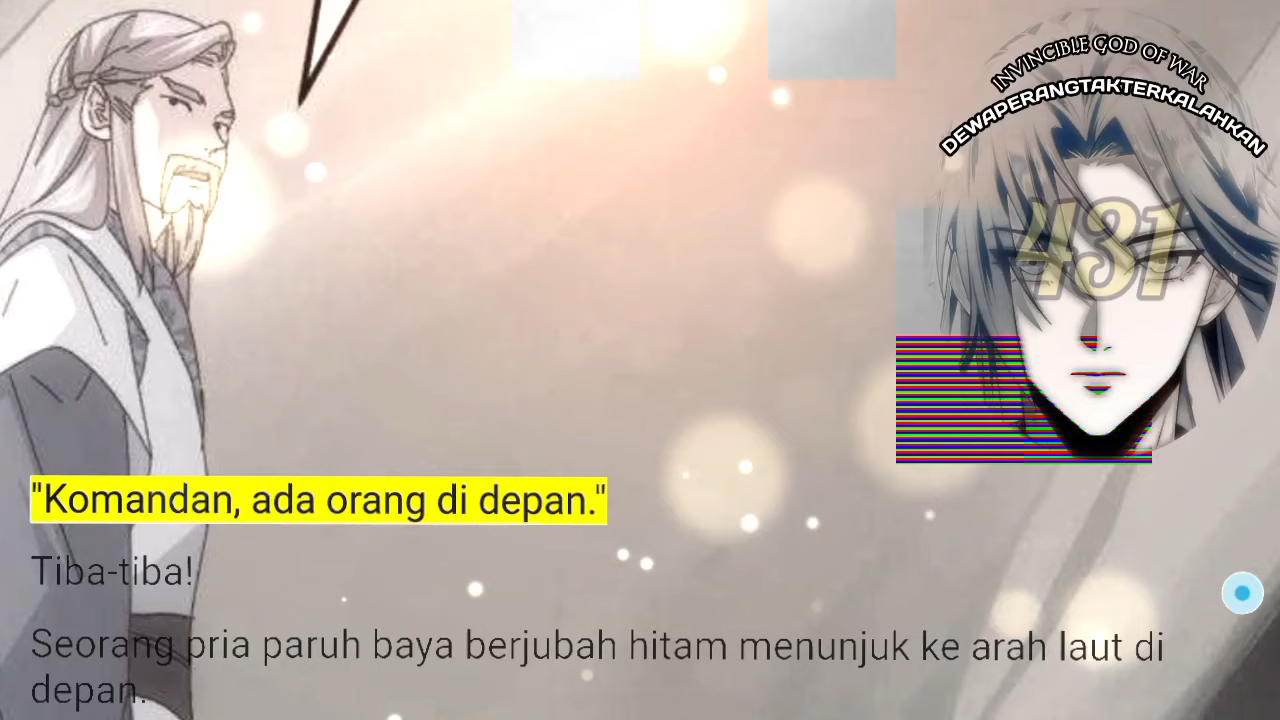 INVINCIBLE GOD OF WAR
DEWAPERANGTAKTERKALAHKAN
431
"Komandan, ada orang di depan."
Tiba-tiba!
Seorang pria paruh baya berjubah hitam menunjuk ke arah laut di
depan.